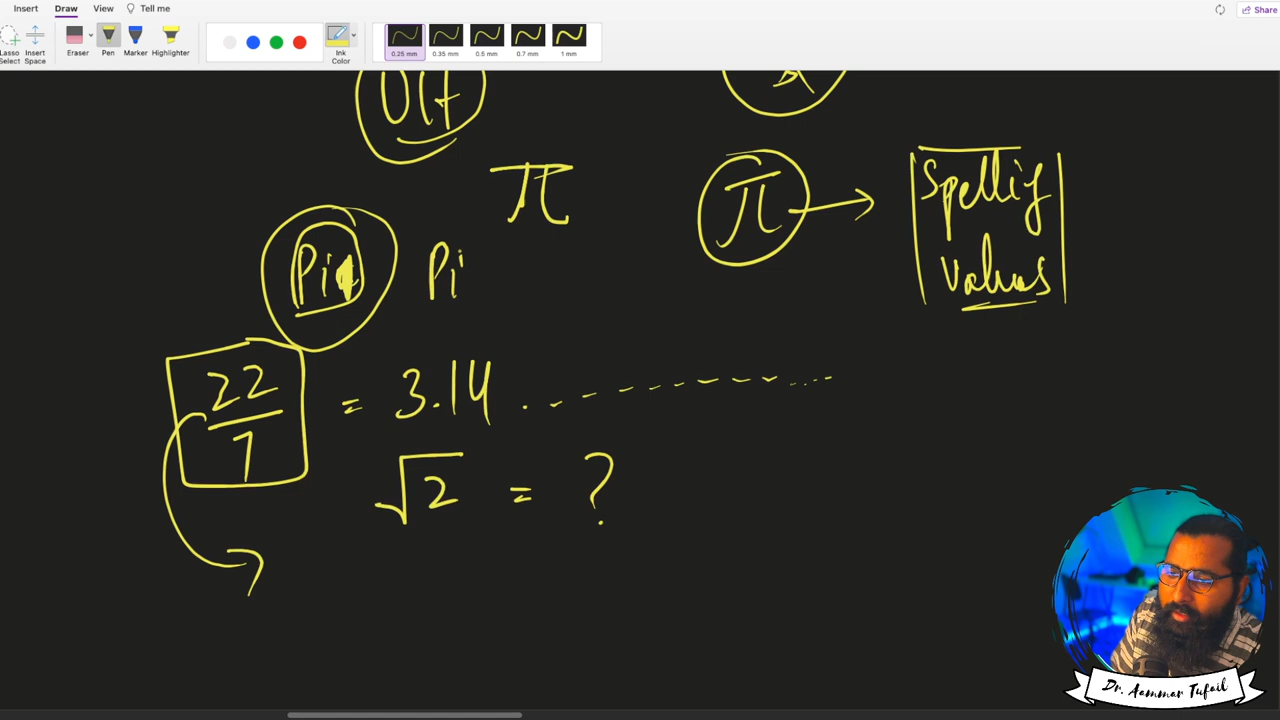 Insert Draw View Tell me Share
Lasso Select
Insert Space
Eraser
Pen
Marker
Highlighter
Ink Color
0.25 mm 0.35 mm 0.5 mm 0.7 mm 1 mm
π
π → Spelling
Values
Pi
22/7 = 3.14 . - - - - - - - - - ...
√2 = ?
Dr. Aammar Tufail